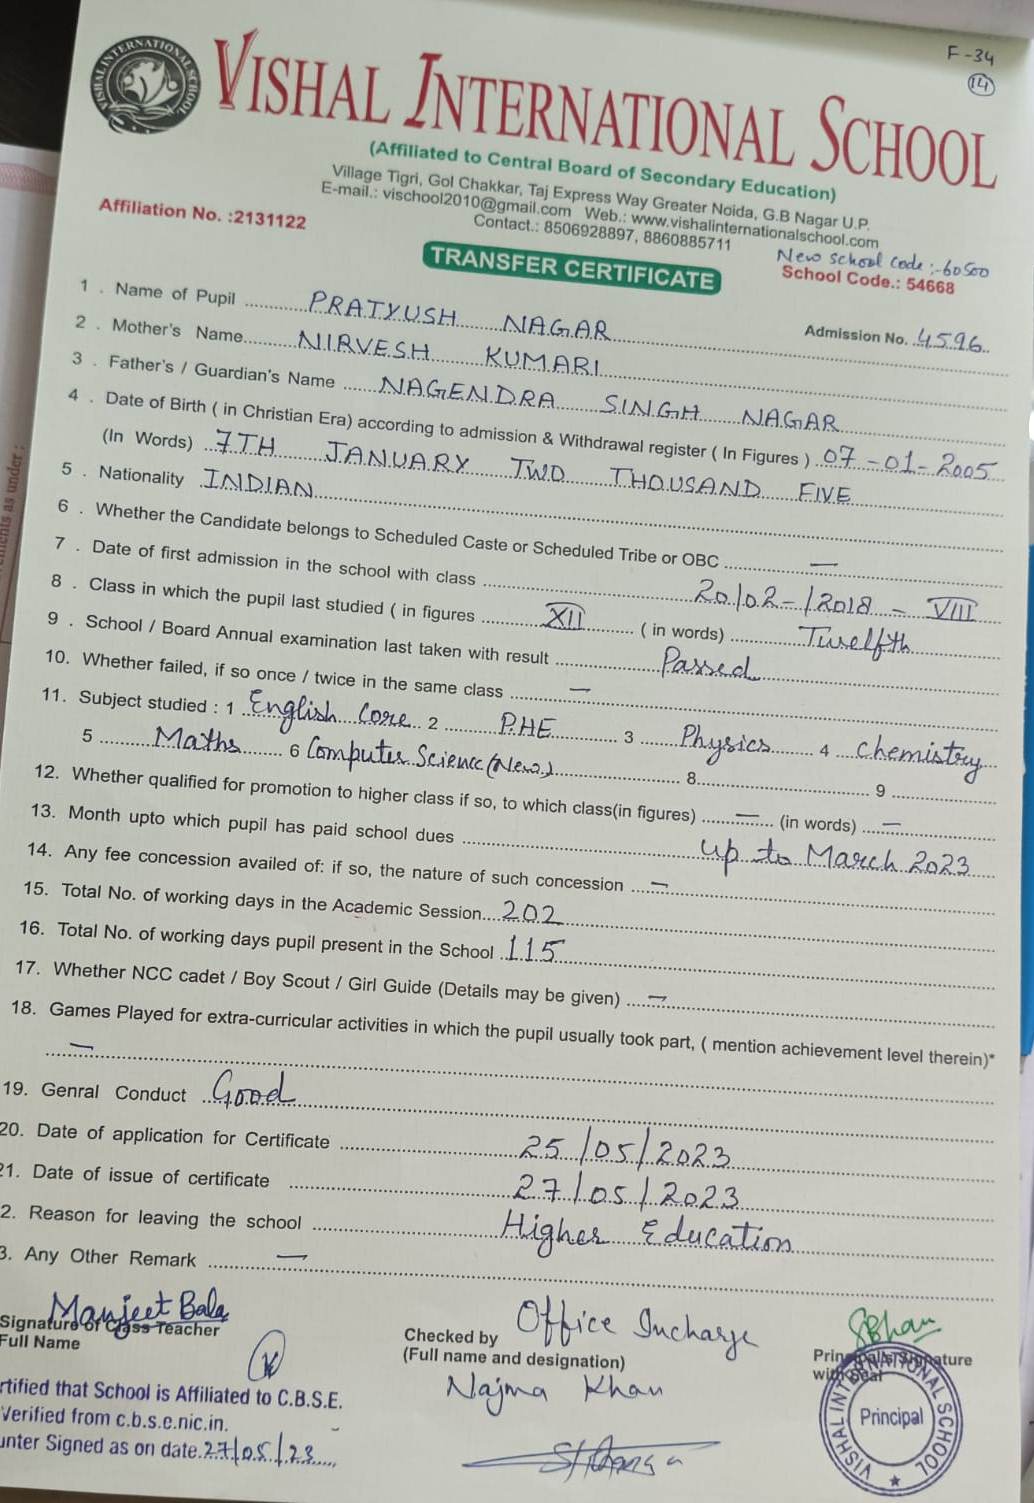 F-34
14
VISHAL INTERNATIONAL SCHOOL
VISHAL INTERNATIONAL SCHOOL
(Affiliated to Central Board of Secondary Education)
Village Tigri, Gol Chakkar, Taj Express Way Greater Noida, G.B Nagar U.P.
E-mail.: vischool2010@gmail.com Web.: www.vishalinternationalschool.com
Affiliation No. :2131122
Contact.: 8506928897, 8860885711
New school code :-60500
TRANSFER CERTIFICATE
School Code.: 54668
1 . Name of Pupil PRATYUSH NAGAR
Admission No. 4596
2 . Mother's Name NIRVESH KUMARI
3 . Father's / Guardian's Name NAGENDRA SINGH NAGAR
4 . Date of Birth ( in Christian Era) according to admission & Withdrawal register ( In Figures ) 07-01-2005
(In Words) 7TH JANUARY TWO THOUSAND FIVE
5 . Nationality INDIAN
6 . Whether the Candidate belongs to Scheduled Caste or Scheduled Tribe or OBC —
7 . Date of first admission in the school with class 20/02-/2018 - VIII
8 . Class in which the pupil last studied ( in figures XII ( in words) Twelfth
9 . School / Board Annual examination last taken with result Passed
10. Whether failed, if so once / twice in the same class —
11. Subject studied : 1 English Core 2 P.HE 3 Physics 4 Chemistry
5 Maths 6 Computer Science (New) 8 9
12. Whether qualified for promotion to higher class if so, to which class(in figures) — (in words) —
13. Month upto which pupil has paid school dues up to March 2023
14. Any fee concession availed of: if so, the nature of such concession —
15. Total No. of working days in the Academic Session 202
16. Total No. of working days pupil present in the School 115
17. Whether NCC cadet / Boy Scout / Girl Guide (Details may be given) —
18. Games Played for extra-curricular activities in which the pupil usually took part, ( mention achievement level therein)*
—
19. Genral Conduct Good
20. Date of application for Certificate 25/05/2023
21. Date of issue of certificate 27/05/2023
2. Reason for leaving the school Higher Education
3. Any Other Remark —
Manjeet Bala
Signature of Class Teacher
Full Name
Checked by Office Incharge
(Full name and designation)
Najma Khan
Principal's Signature
with Seal
VISHAL INTERNATIONAL SCHOOL
Principal
rtified that School is Affiliated to C.B.S.E.
Verified from c.b.s.e.nic.in.
unter Signed as on date.27/05/23
ments as under :